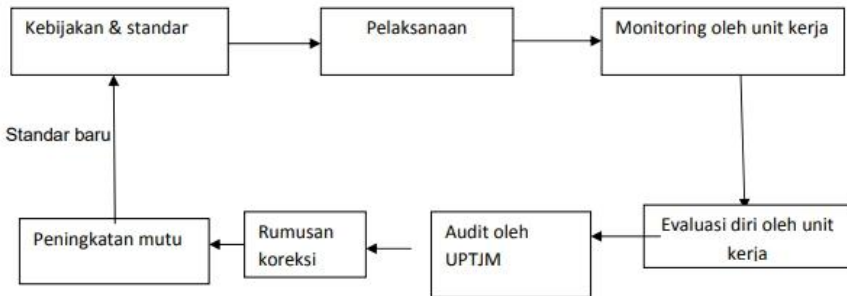 Kebijakan & standar
Pelaksanaan
Monitoring oleh unit kerja
Standar baru
Peningkatan mutu
Rumusan
koreksi
Audit oleh
UPTJM
Evaluasi diri oleh unit
kerja